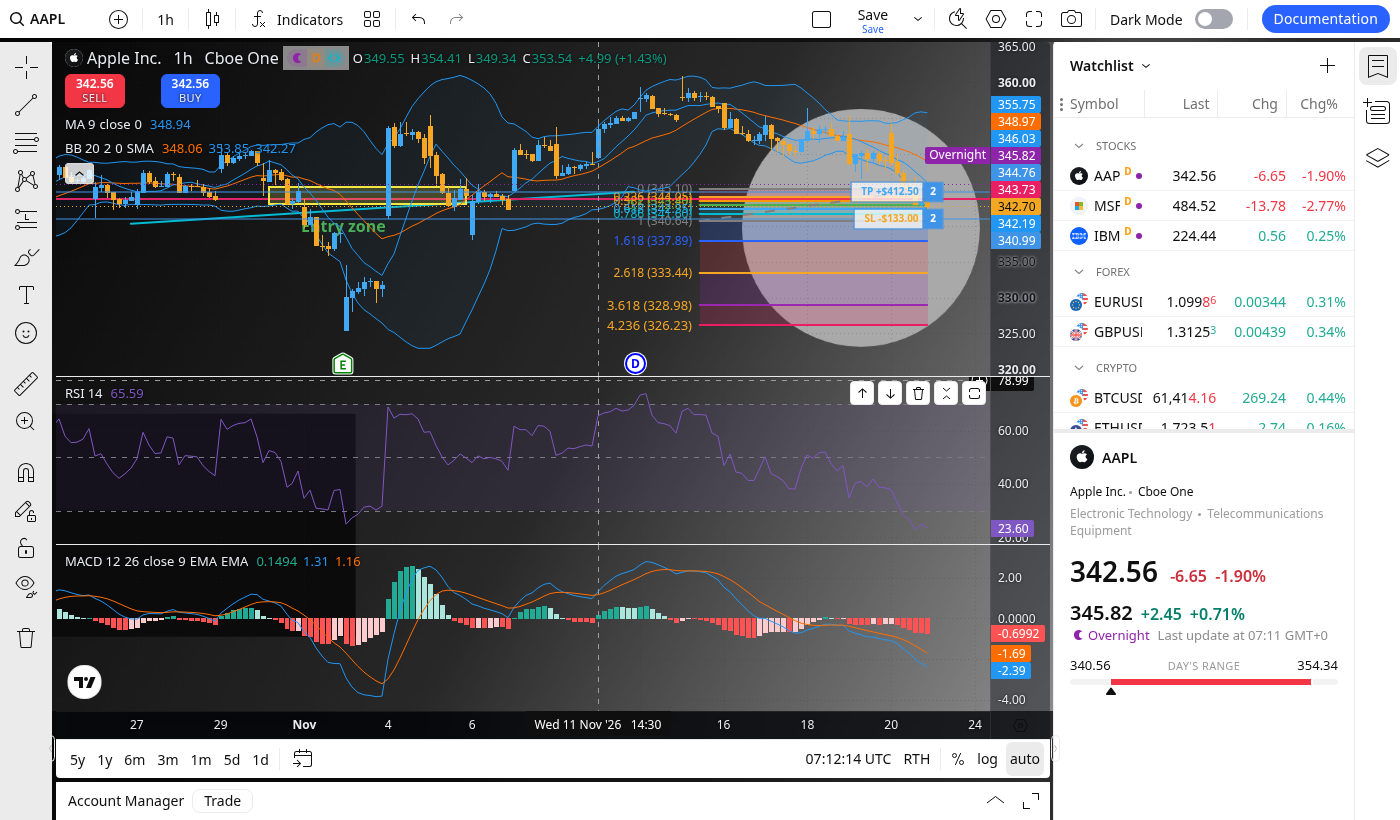 AAPL
1h
Indicators
Save
Save
Dark Mode
Documentation
Apple Inc. 1h Cboe One
O349.55 H354.41 L349.34 C353.54 +4.99 (+1.43%)
342.56
SELL
342.56
BUY
MA 9 close 0 348.94
BB 20 2 0 SMA 348.06 353.85 342.27
Entry zone
0 (345.10)
1 (340.64)
1.618 (337.89)
2.618 (333.44)
3.618 (328.98)
4.236 (326.23)
TP +$412.50 2
SL -$133.00 2
E
D
365.00
360.00
355.75
348.97
346.03
Overnight 345.82
344.76
343.73
342.70
342.19
340.99
335.00
330.00
325.00
320.00
RSI 14 65.59
78.99
60.00
40.00
23.60
20.00
MACD 12 26 close 9 EMA EMA 0.1494 1.31 1.16
2.00
0.0000
-0.6992
-1.69
-2.39
-4.00
27 29 Nov 4 6 Wed 11 Nov '26 14:30 16 18 20 24
5y 1y 6m 3m 1m 5d 1d
07:12:14 UTC RTH % log auto
Account Manager Trade
Watchlist
Symbol Last Chg Chg%
STOCKS
AAP D 342.56 -6.65 -1.90%
MSF D 484.52 -13.78 -2.77%
IBM D 224.44 0.56 0.25%
FOREX
EURUSI 1.09986 0.00344 0.31%
GBPUSI 1.31253 0.00439 0.34%
CRYPTO
BTCUSI 61,414.16 269.24 0.44%
ETHUSI 1,723.51 2.74 0.16%
AAPL
Apple Inc. • Cboe One
Electronic Technology • Telecommunications
Equipment
342.56 -6.65 -1.90%
345.82 +2.45 +0.71%
Overnight Last update at 07:11 GMT+0
340.56 DAY'S RANGE 354.34